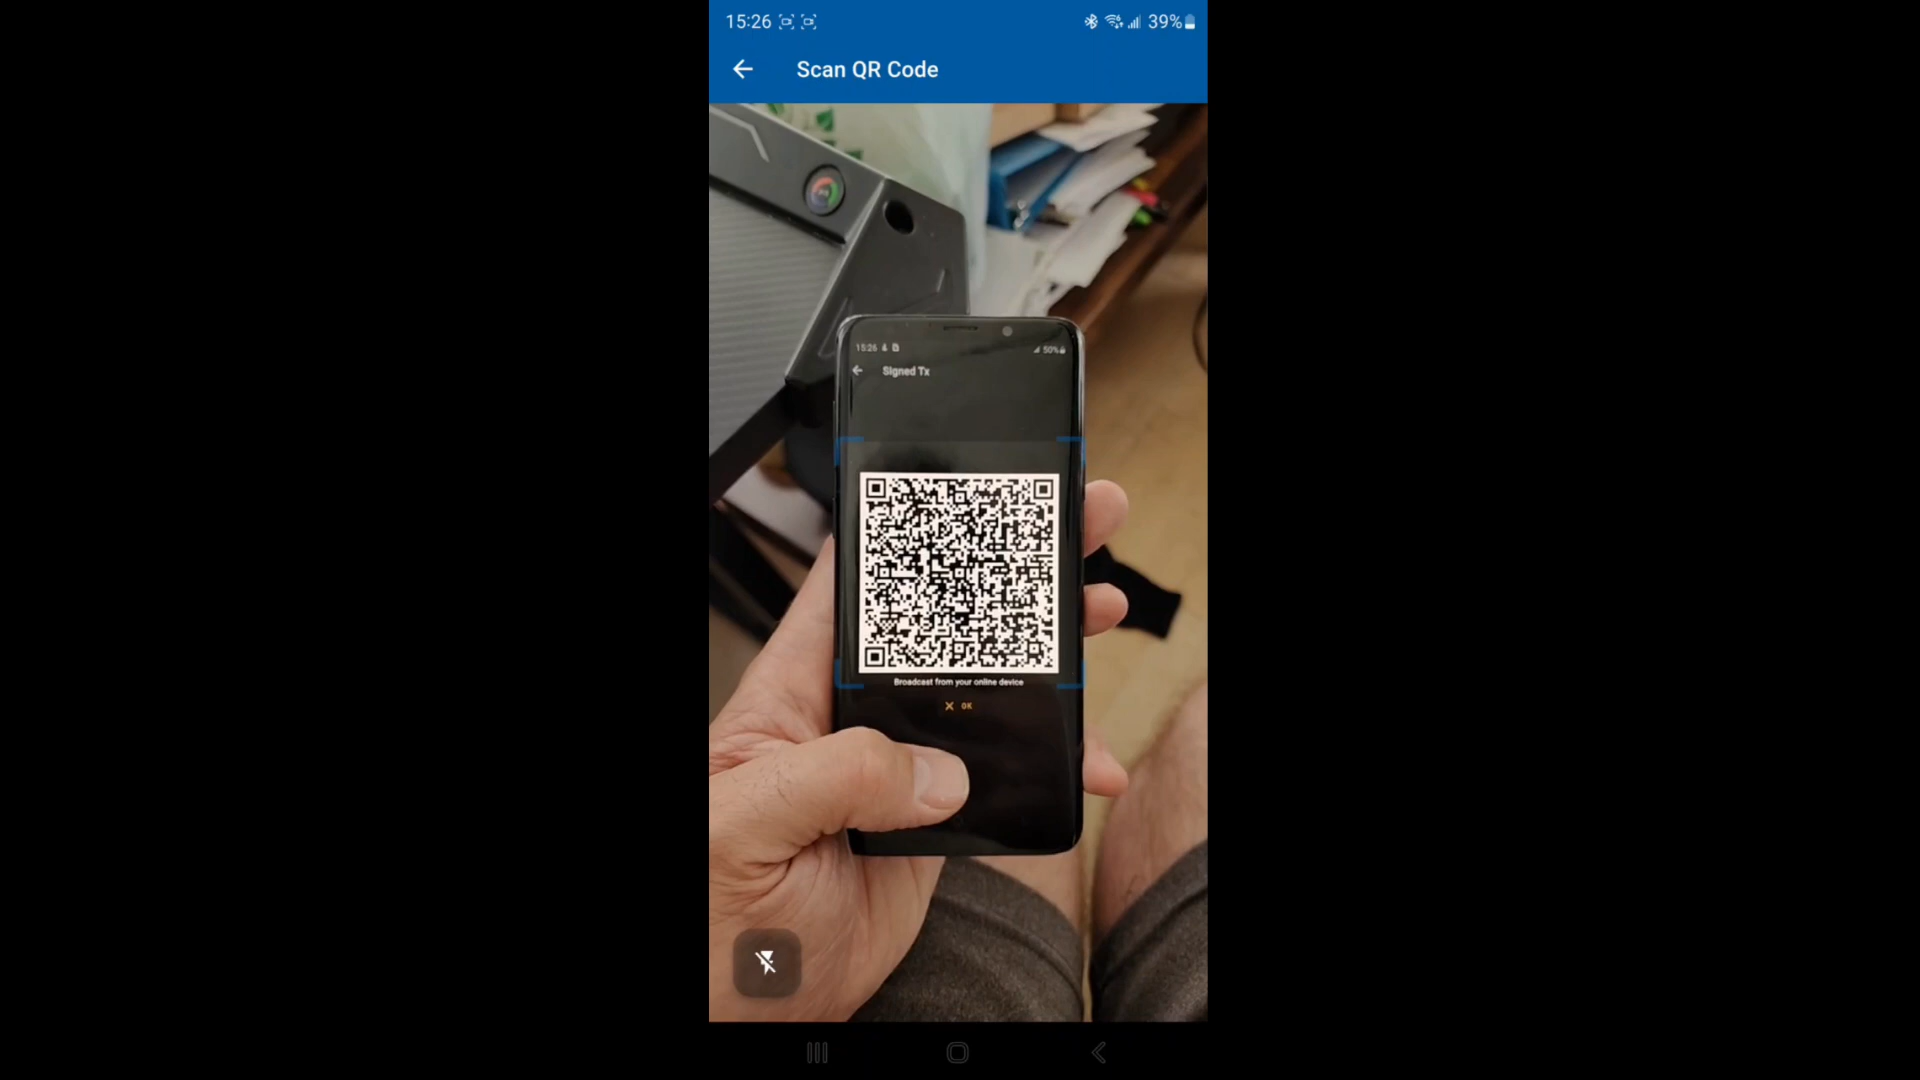 15:26 39%
Scan QR Code
15:26 50%
Signed Tx
Broadcast from your online device
OK